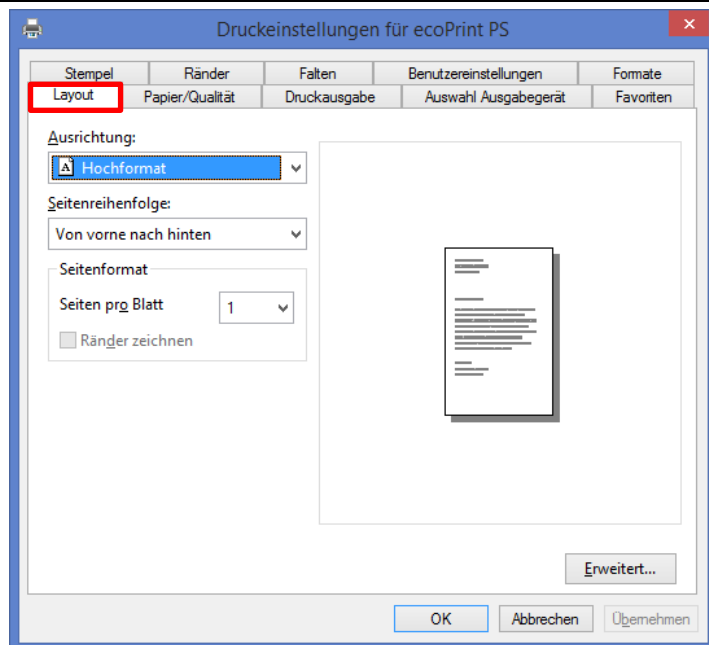 Druckeinstellungen für ecoPrint PS
Stempel Ränder Falten Benutzereinstellungen Formate
Layout Papier/Qualität Druckausgabe Auswahl Ausgabegerät Favoriten
Ausrichtung:
A Hochformat
Seitenreihenfolge:
Von vorne nach hinten
Seitenformat
Seiten pro Blatt 1
Ränder zeichnen
Erweitert...
OK Abbrechen Übernehmen